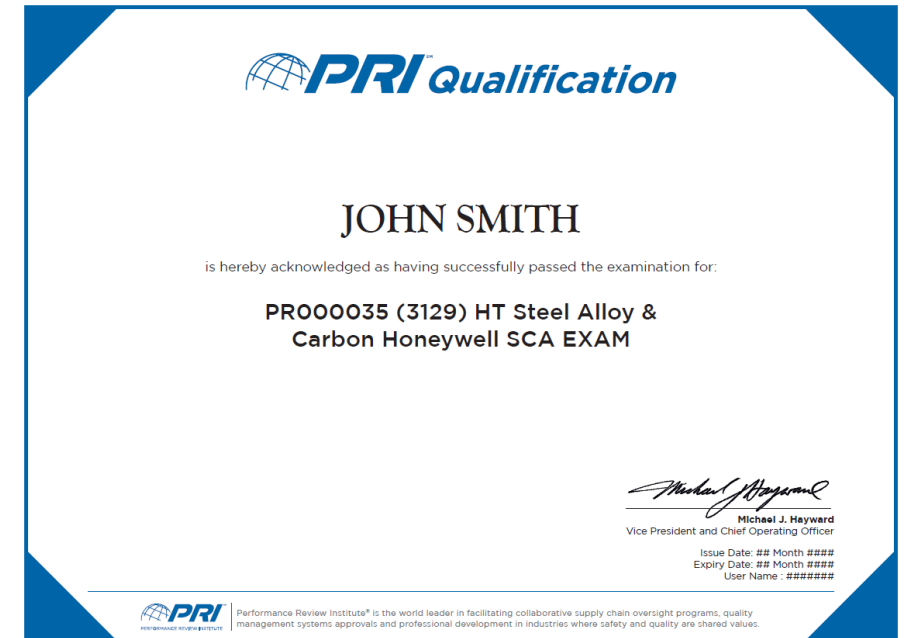 PRI℠ Qualification
JOHN SMITH
is hereby acknowledged as having successfully passed the examination for:
PR000035 (3129) HT Steel Alloy &
Carbon Honeywell SCA EXAM
Michael J. Hayward
Vice President and Chief Operating Officer
Issue Date: ## Month ####
Expiry Date: ## Month ####
User Name : #######
PRI
PERFORMANCE REVIEW INSTITUTE
Performance Review Institute® is the world leader in facilitating collaborative supply chain oversight programs, quality
management systems approvals and professional development in industries where safety and quality are shared values.